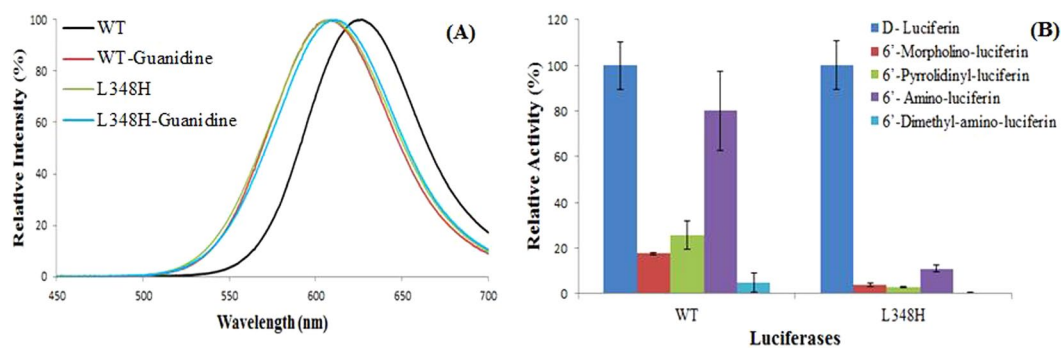 (A)
Relative Intensity (%)
100
80
60
40
20
0
450
500
550
600
650
700
Wavelength (nm)
WT
WT-Guanidine
L348H
L348H-Guanidine
(B)
Relative Activity (%)
120
100
80
60
40
20
0
WT
L348H
Luciferases
D- Luciferin
6'-Morpholino-luciferin
6'-Pyrrolidinyl-luciferin
6'- Amino-luciferin
6'-Dimethyl-amino-luciferin